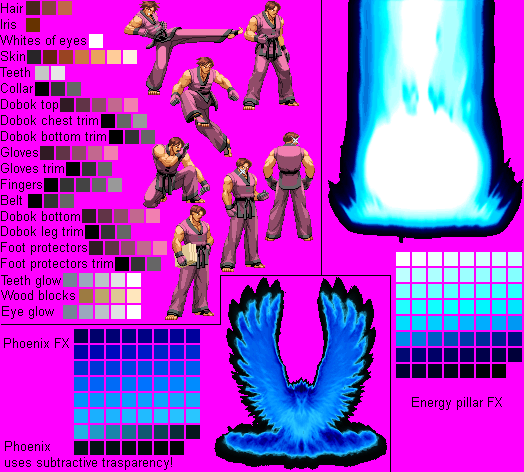 Hair
Iris
Whites of eyes
Skin
Teeth
Collar
Dobok top
Dobok chest trim
Dobok bottom trim
Gloves
Gloves trim
Fingers
Belt
Dobok bottom
Dobok leg trim
Foot protectors
Foot protectors trim
Teeth glow
Wood blocks
Eye glow
Phoenix FX
Phoenix
uses subtractive trasparency!
Energy pillar FX